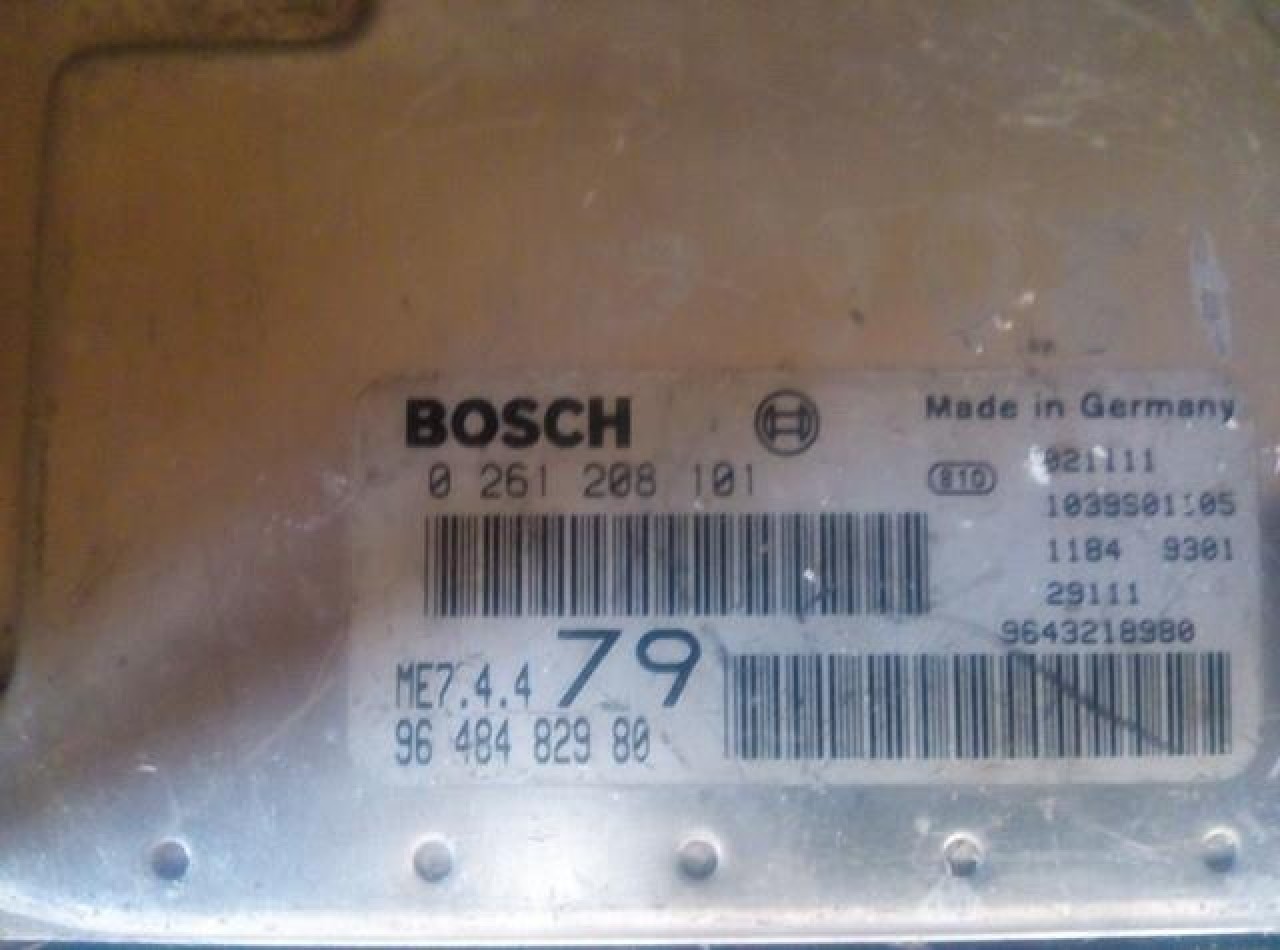 BOSCH
Made in Germany
0 261 208 101
810
021111
1039S01105
1184 9301
29111
9643218980
ME7.4.4 79
96 484 829 80